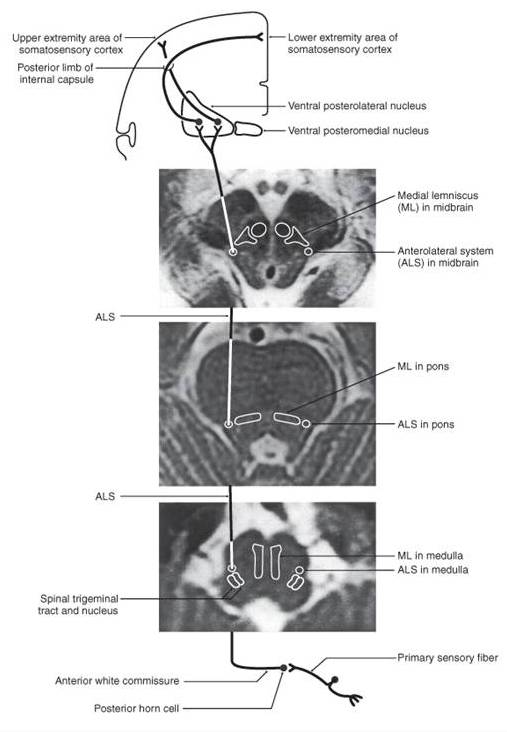 Upper extremity area of
somatosensory cortex
Lower extremity area of
somatosensory cortex
Posterior limb of
internal capsule
Ventral posterolateral nucleus
Ventral posteromedial nucleus
Medial lemniscus
(ML) in midbrain
Anterolateral system
(ALS) in midbrain
ALS
ML in pons
ALS in pons
ALS
ML in medulla
ALS in medulla
Spinal trigeminal
tract and nucleus
Primary sensory fiber
Anterior white commissure
Posterior horn cell